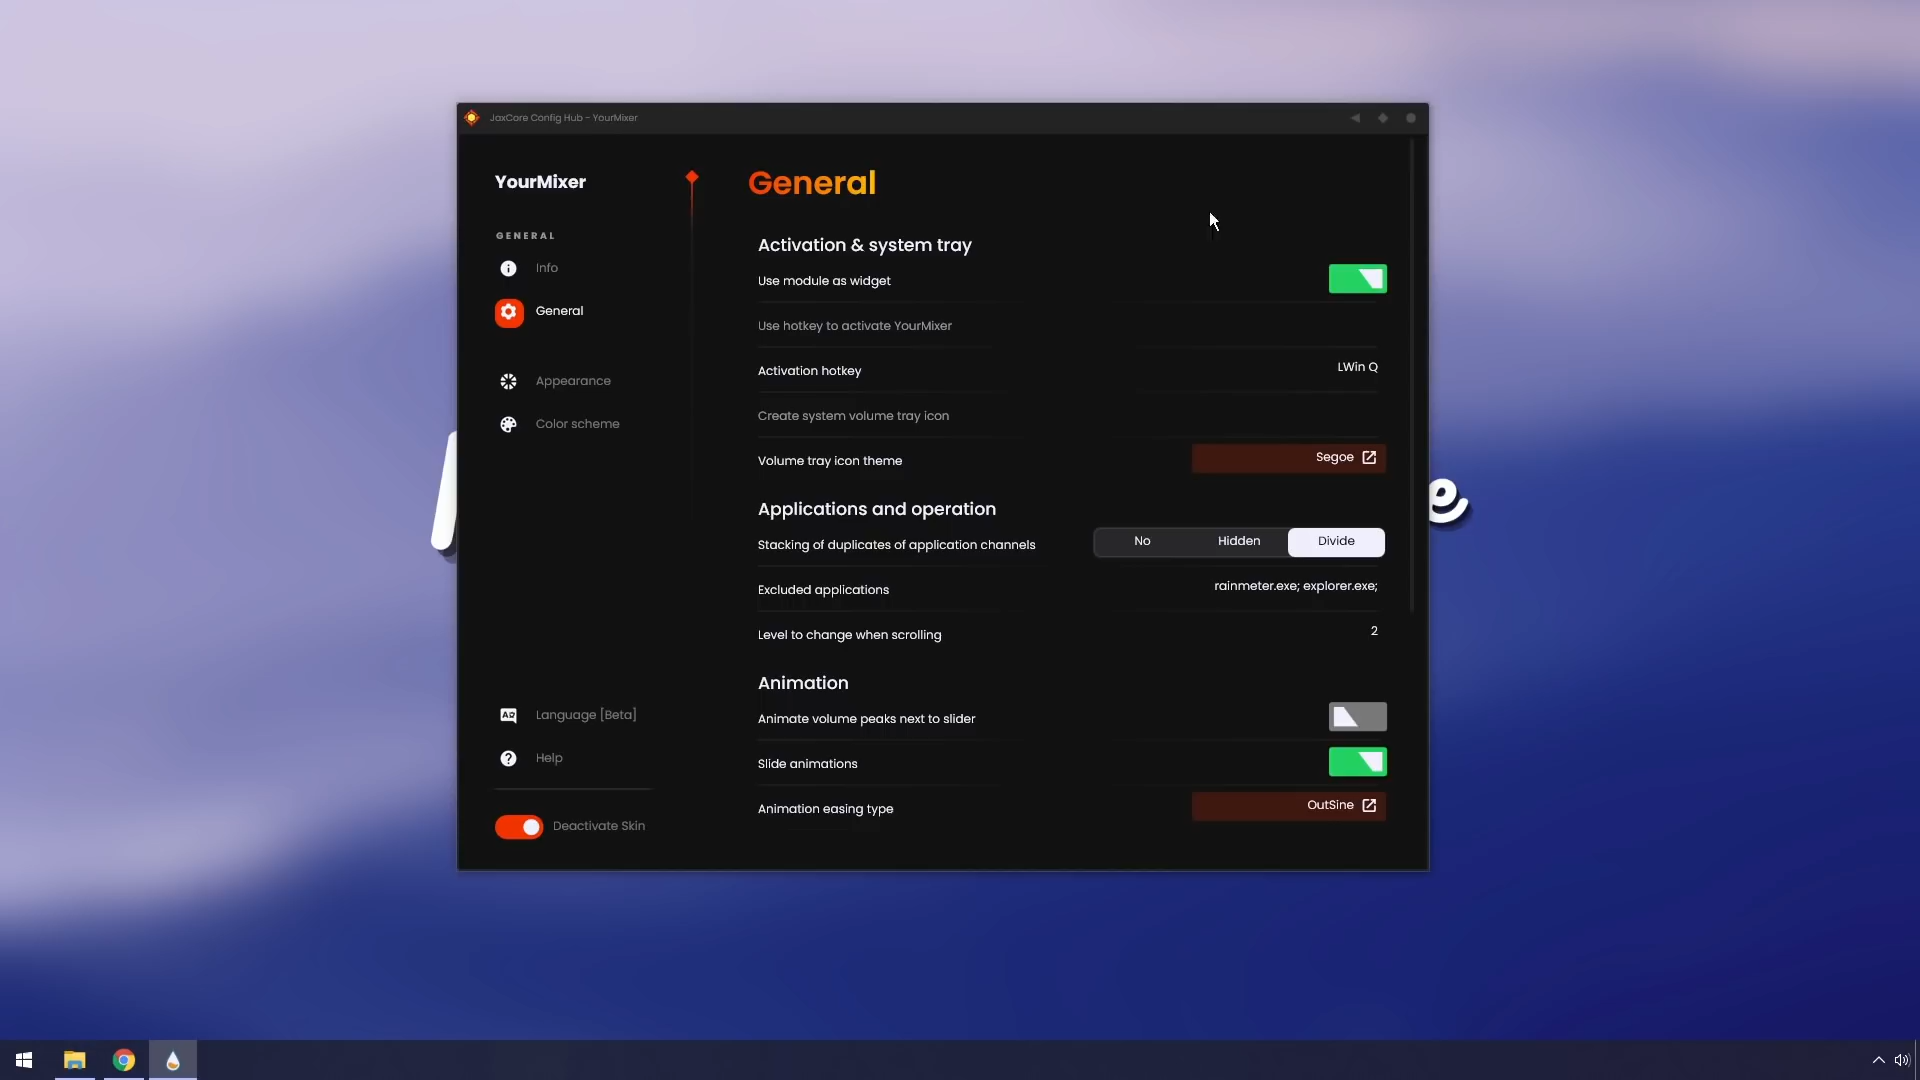 JaxCore Config Hub - YourMixer
YourMixer
GENERAL
Info
General
Appearance
Color scheme
Language [Beta]
Help
Deactivate Skin
General
Activation & system tray
Use module as widget
Use hotkey to activate YourMixer
Activation hotkey
LWin Q
Create system volume tray icon
Volume tray icon theme
Segoe
Applications and operation
Stacking of duplicates of application channels
No
Hidden
Divide
Excluded applications
rainmeter.exe; explorer.exe;
Level to change when scrolling
2
Animation
Animate volume peaks next to slider
Slide animations
Animation easing type
OutSine